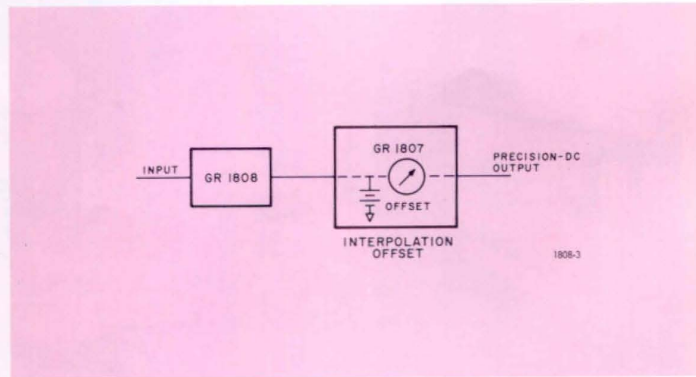 INPUT
GR 1808
GR 1807
OFFSET
INTERPOLATION
OFFSET
PRECISION-DC
OUTPUT
1808-3